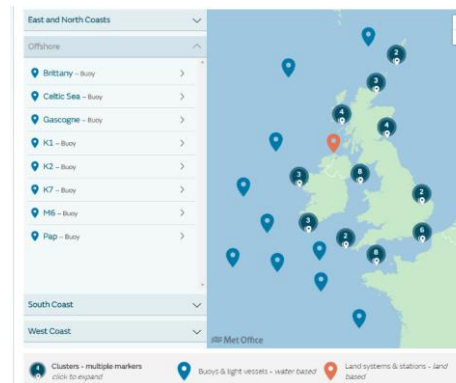 East and North Coasts
Offshore
Brittany – Buoy
Celtic Sea – Buoy
Gascogne – Buoy
K1 – Buoy
K2 – Buoy
K7 – Buoy
M6 – Buoy
Pap – Buoy
South Coast
West Coast
2
3
4
4
8
3
2
3
2
6
8
Met Office
4
Clusters - multiple markers
click to expand
Buoys & light vessels - water based
Land systems & stations - land
based